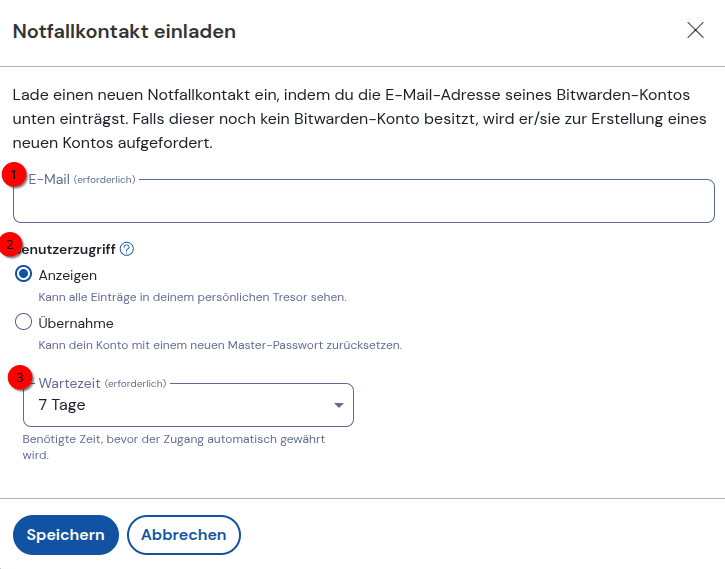 Notfallkontakt einladen
Lade einen neuen Notfallkontakt ein, indem du die E-Mail-Adresse seines Bitwarden-Kontos
unten einträgst. Falls dieser noch kein Bitwarden-Konto besitzt, wird er/sie zur Erstellung eines
neuen Kontos aufgefordert.
1 E-Mail (erforderlich)
2 enutzerzugriff ?
Anzeigen
Kann alle Einträge in deinem persönlichen Tresor sehen.
Übernahme
Kann dein Konto mit einem neuen Master-Passwort zurücksetzen.
3 Wartezeit (erforderlich)
7 Tage
Benötigte Zeit, bevor der Zugang automatisch gewährt
wird.
Speichern Abbrechen